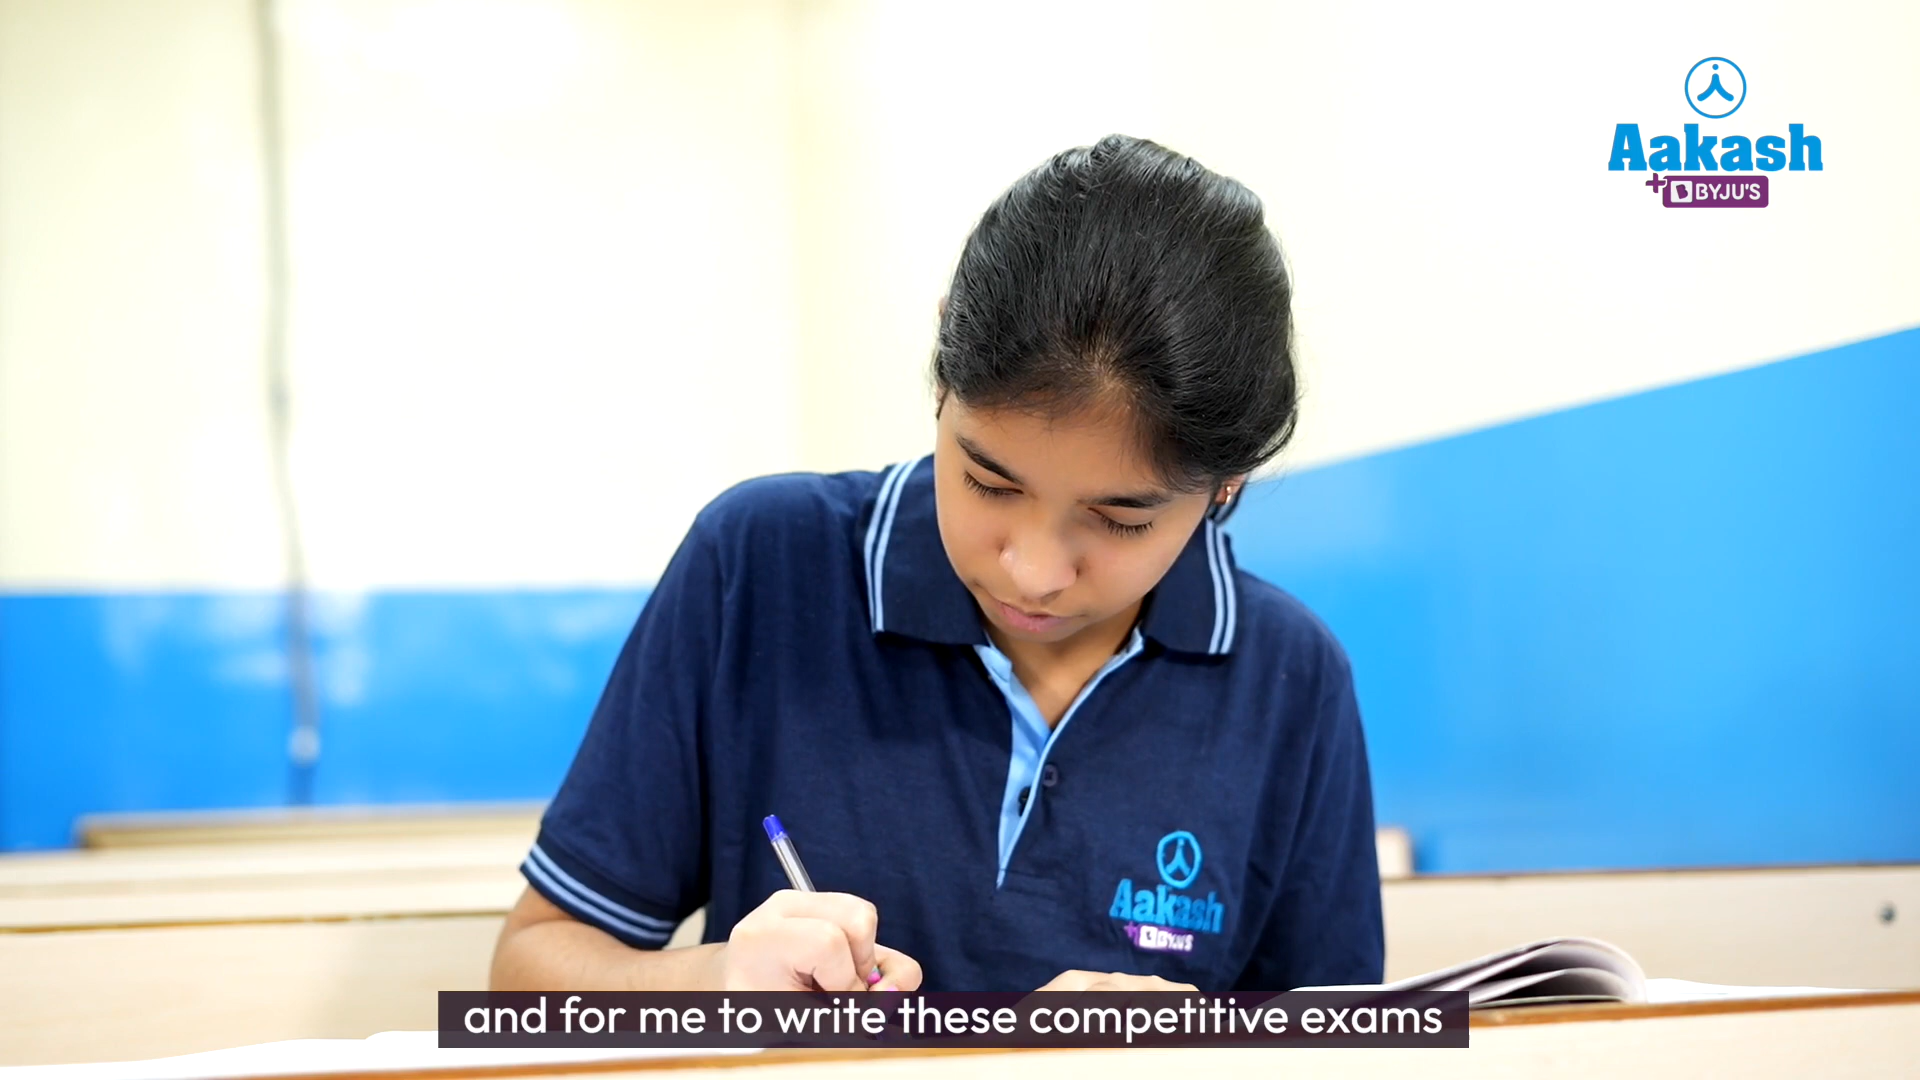 Aakash
+ BYJU'S
Aakash
+ BYJU'S
and for me to write these competitive exams